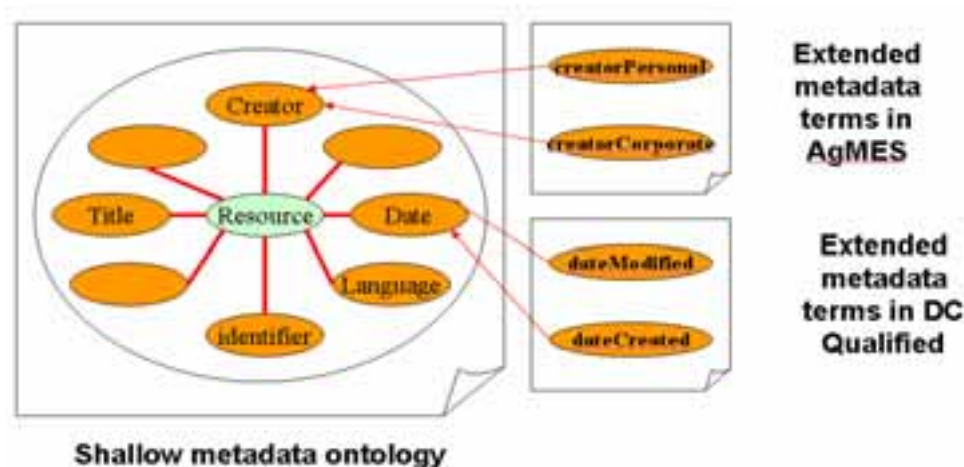 Creator
Title
Resource
Date
Language
identifier
Shallow metadata ontology
creatorPersonal
creatorCorporate
Extended
metadata
terms in
AgMES
dateModified
dateCreated
Extended
metadata
terms in DC
Qualified